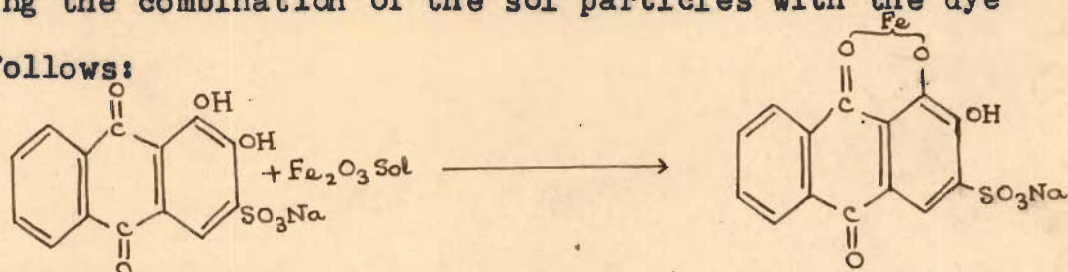 ing the combination of the sol particles with the dye
follows:
Fe
O O
O OH
OH
C C OH
+ Fe₂O₃ Sol
SO₃Na SO₃Na
C C
O O